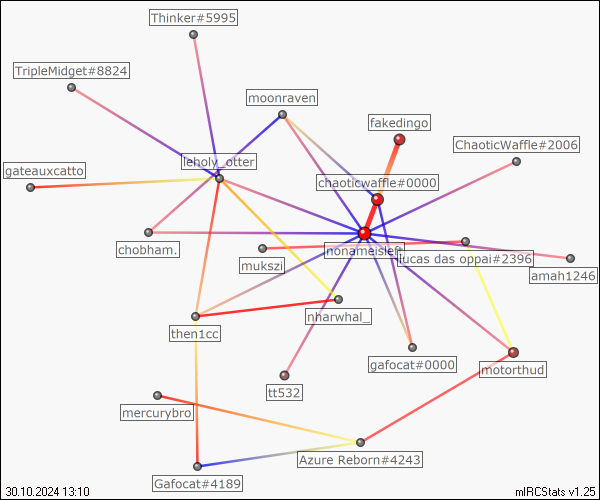 Thinker#5995
TripleMidget#8824
moonraven
fakedingo
ChaoticWaffle#2006
leholy_otter
gateauxcatto
chaoticwaffle#0000
chobham.
nonameisleft
lucas das oppai#2396
mukszi
amah1246
nharwhal_
then1cc
gafocat#0000
motorthud
tt532
mercurybro
Azure Reborn#4243
Gafocat#4189
30.10.2024 13:10
mIRCStats v1.25